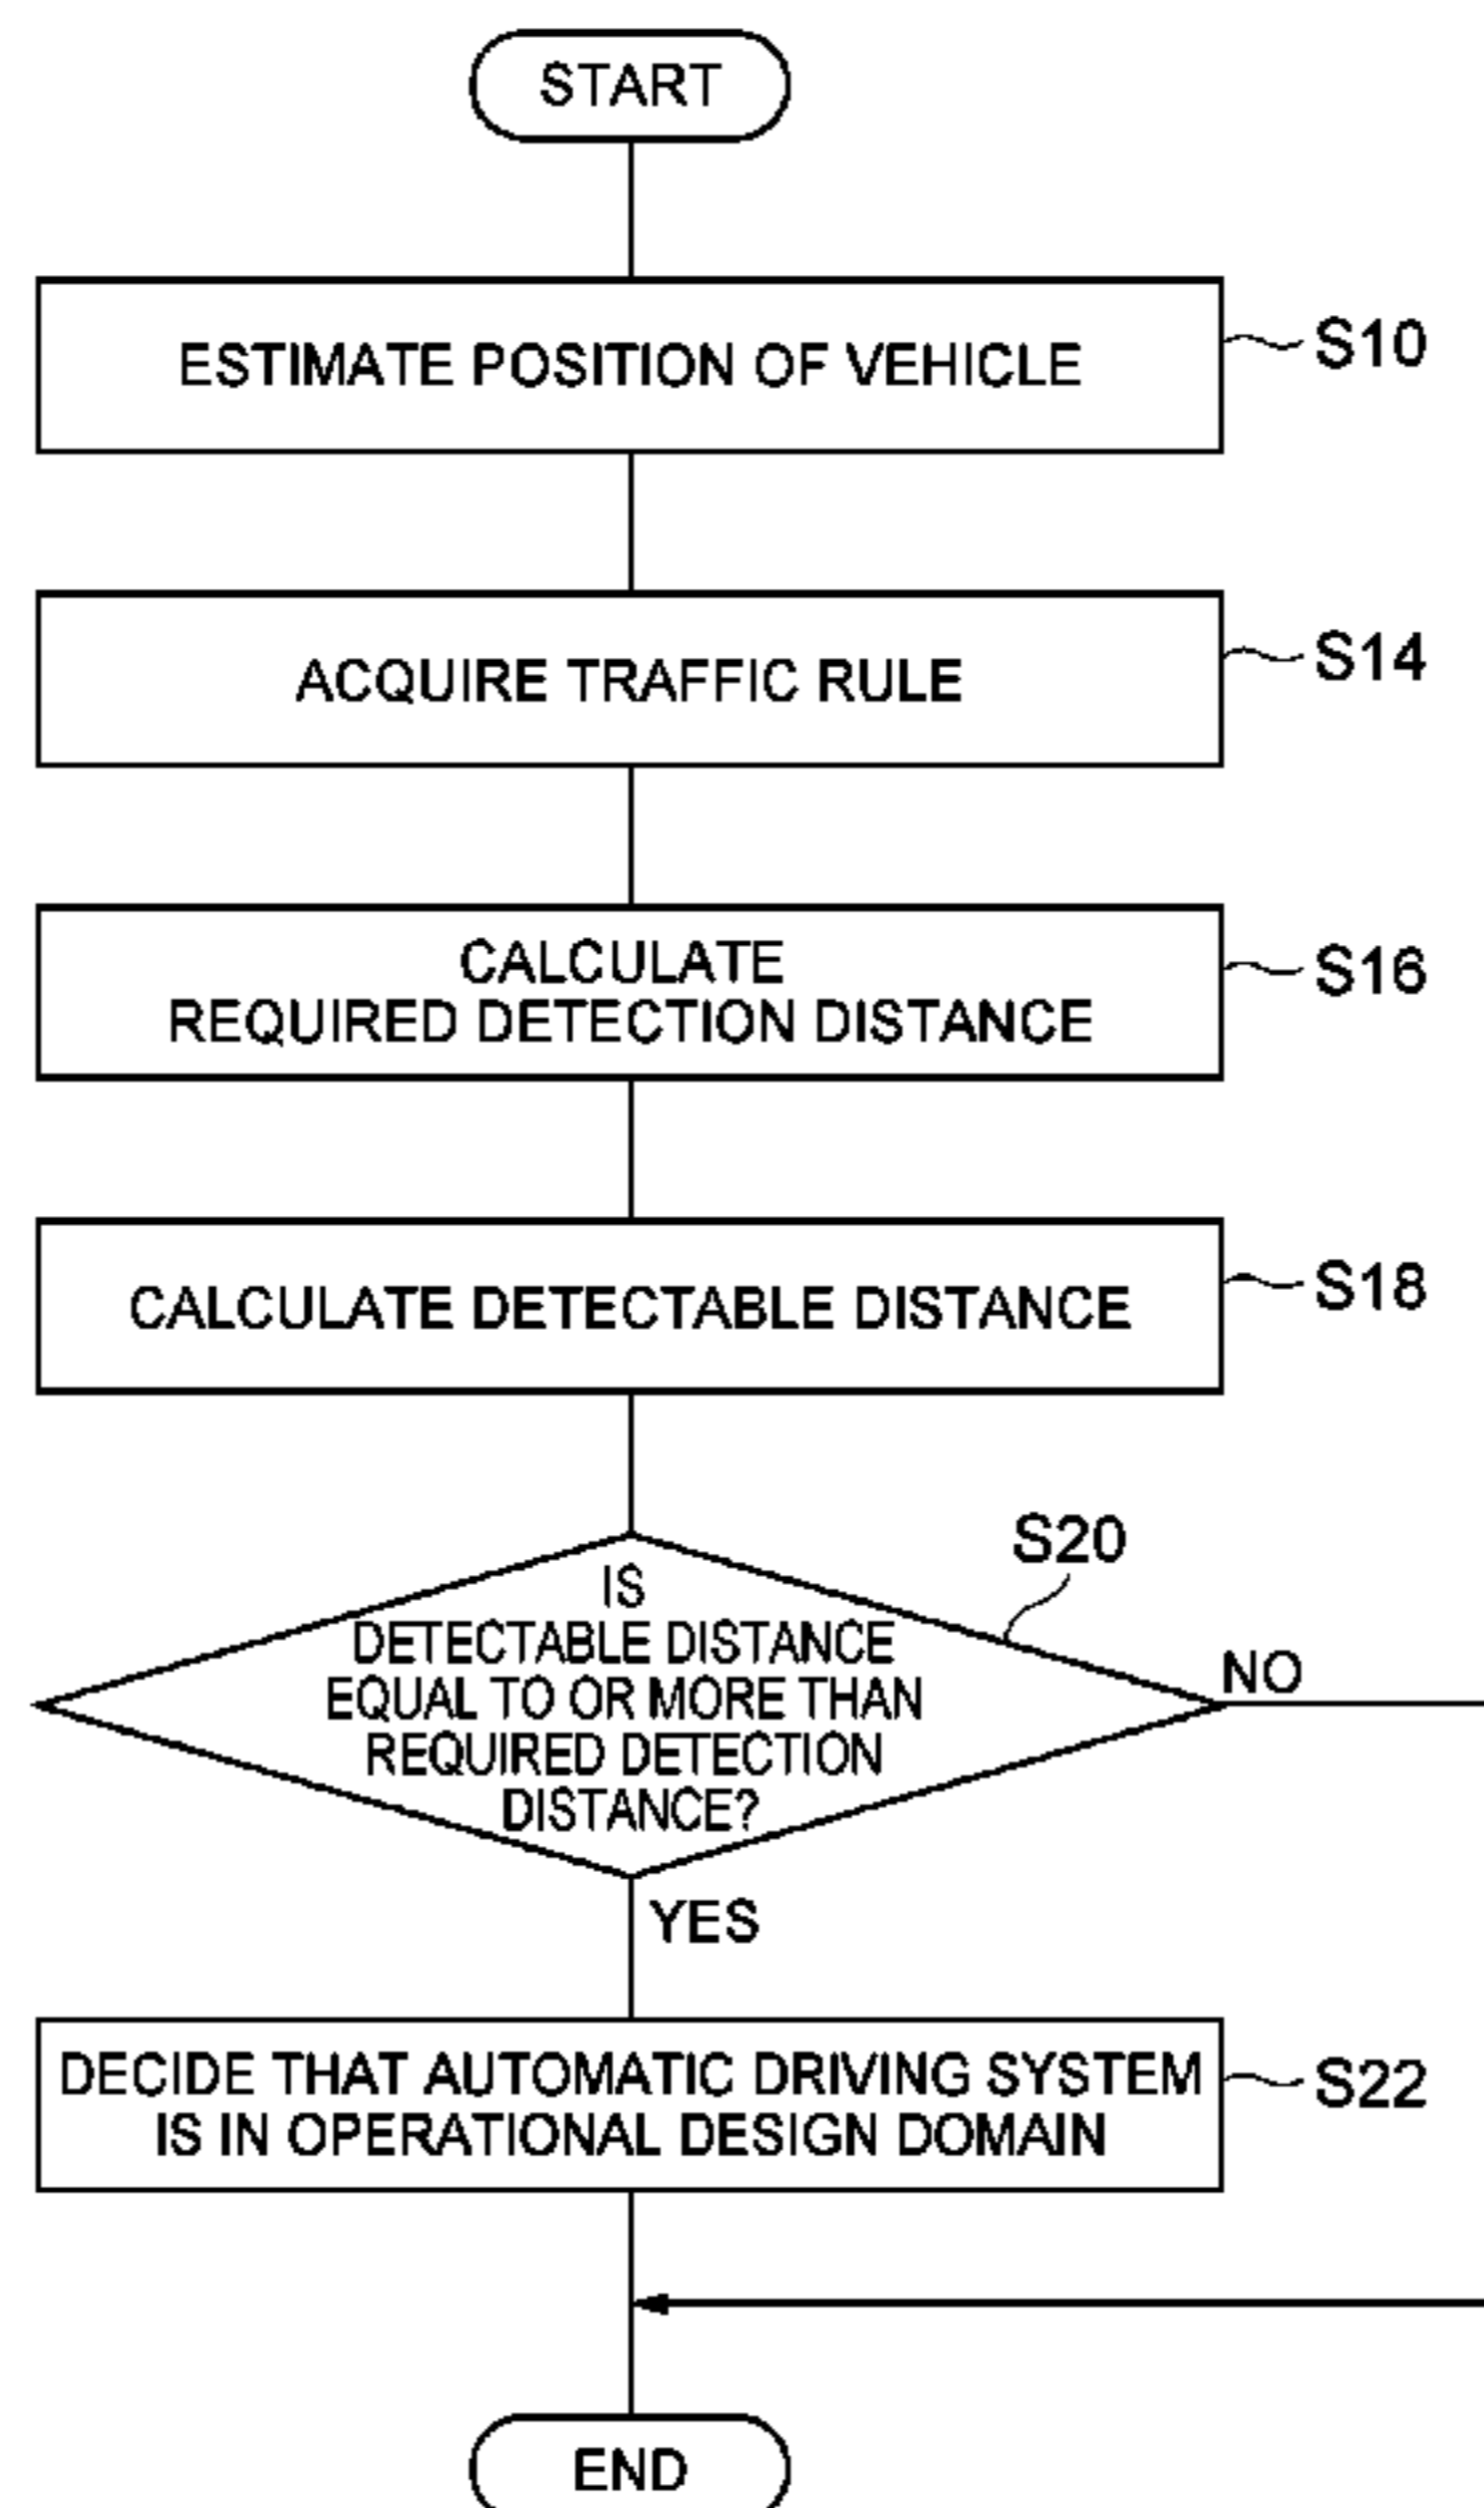 START
ESTIMATE POSITION OF VEHICLE
S10
ACQUIRE TRAFFIC RULE
S14
CALCULATE
REQUIRED DETECTION DISTANCE
S16
CALCULATE DETECTABLE DISTANCE
S18
S20
IS
DETECTABLE DISTANCE
EQUAL TO OR MORE THAN
REQUIRED DETECTION
DISTANCE?
NO
YES
DECIDE THAT AUTOMATIC DRIVING SYSTEM
IS IN OPERATIONAL DESIGN DOMAIN
S22
END